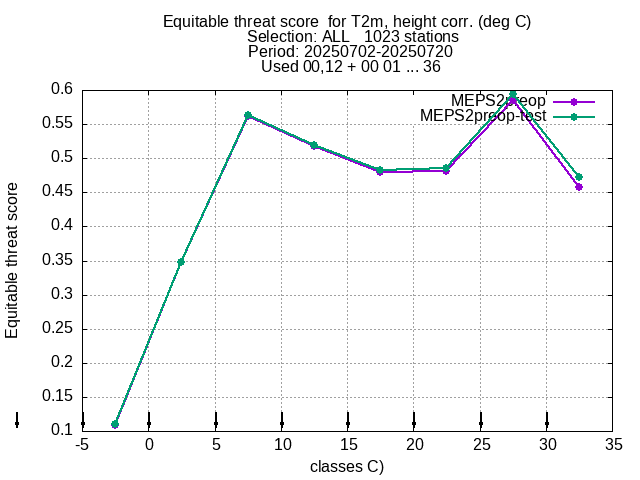 Equitable threat score  for T2m, height corr. (deg C)
Selection: ALL   1023 stations
Period: 20250702-20250720
Used 00,12 + 00 01 ... 36
MEPS2preop
MEPS2preop-test
Equitable threat score
0.6
0.55
0.5
0.45
0.4
0.35
0.3
0.25
0.2
0.15
0.1
-5 0 5 10 15 20 25 30 35
classes C)